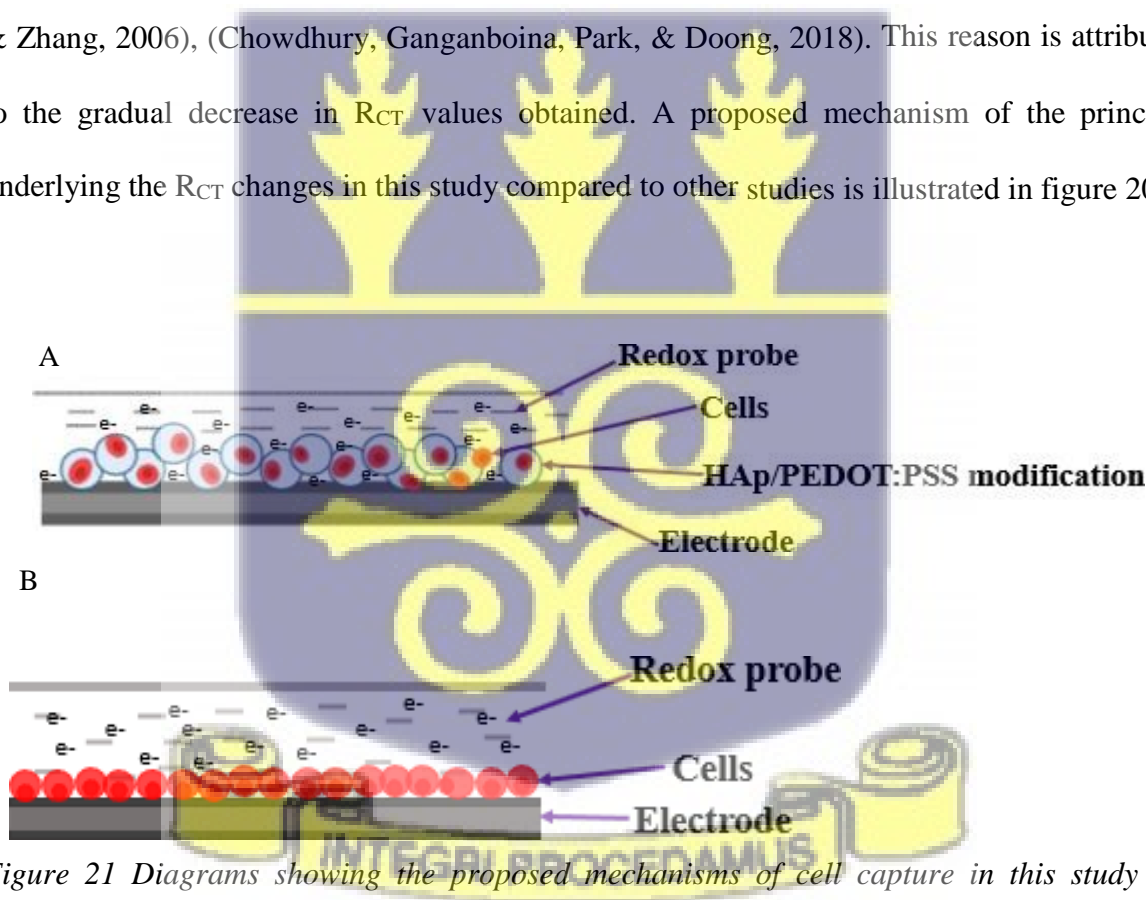 & Zhang, 2006), (Chowdhury, Ganganboina, Park, & Doong, 2018). This reason is attribu
o the gradual decrease in RCT values obtained. A proposed mechanism of the princ
nderlying the RCT changes in this study compared to other studies is illustrated in figure 20
A
Redox probe
Cells
HAp/PEDOT:PSS modification
Electrode
e- e- e- e- e- e- e- e- e- e- e- e- e-
B
Redox probe
Cells
Electrode
e- e- e- e- e- e- e- e- e- e- e- e-
INTEGRI PROCEDAMUS
igure 21 Diagrams showing the proposed mechanisms of cell capture in this study